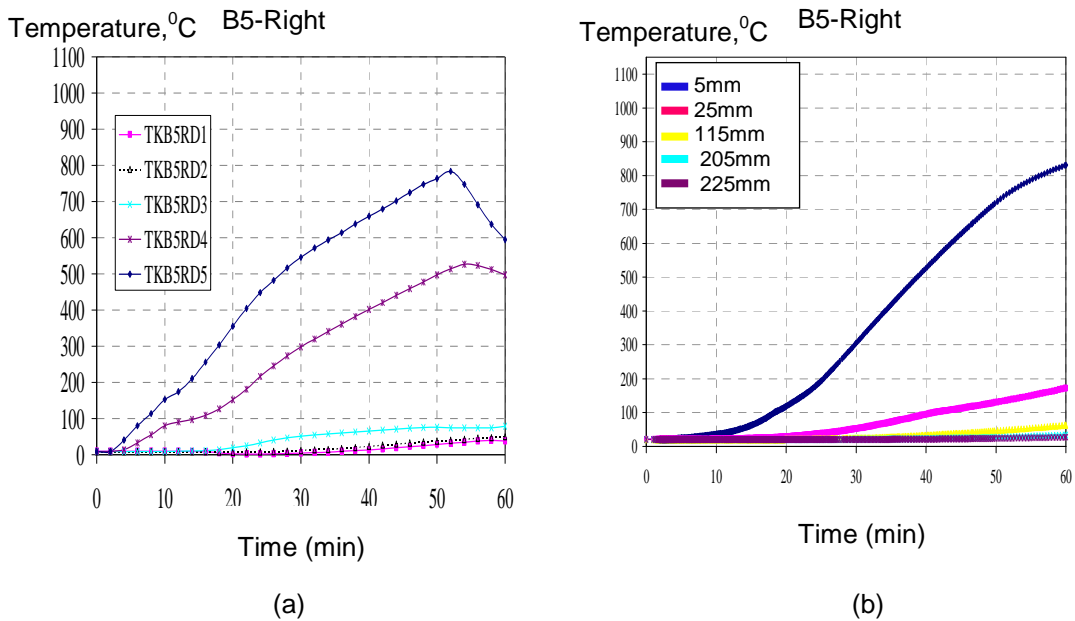 Temperature,⁰C B5-Right
1100
1000
900
800
700
600
500
400
300
200
100
0
TKB5RD1
TKB5RD2
TKB5RD3
TKB5RD4
TKB5RD5
0 10 20 30 40 50 60
Time (min)
(a)
Temperature,⁰C B5-Right
1100
1000
900
800
700
600
500
400
300
200
100
0
5mm
25mm
115mm
205mm
225mm
0 10 20 30 40 50 60
Time (min)
(b)